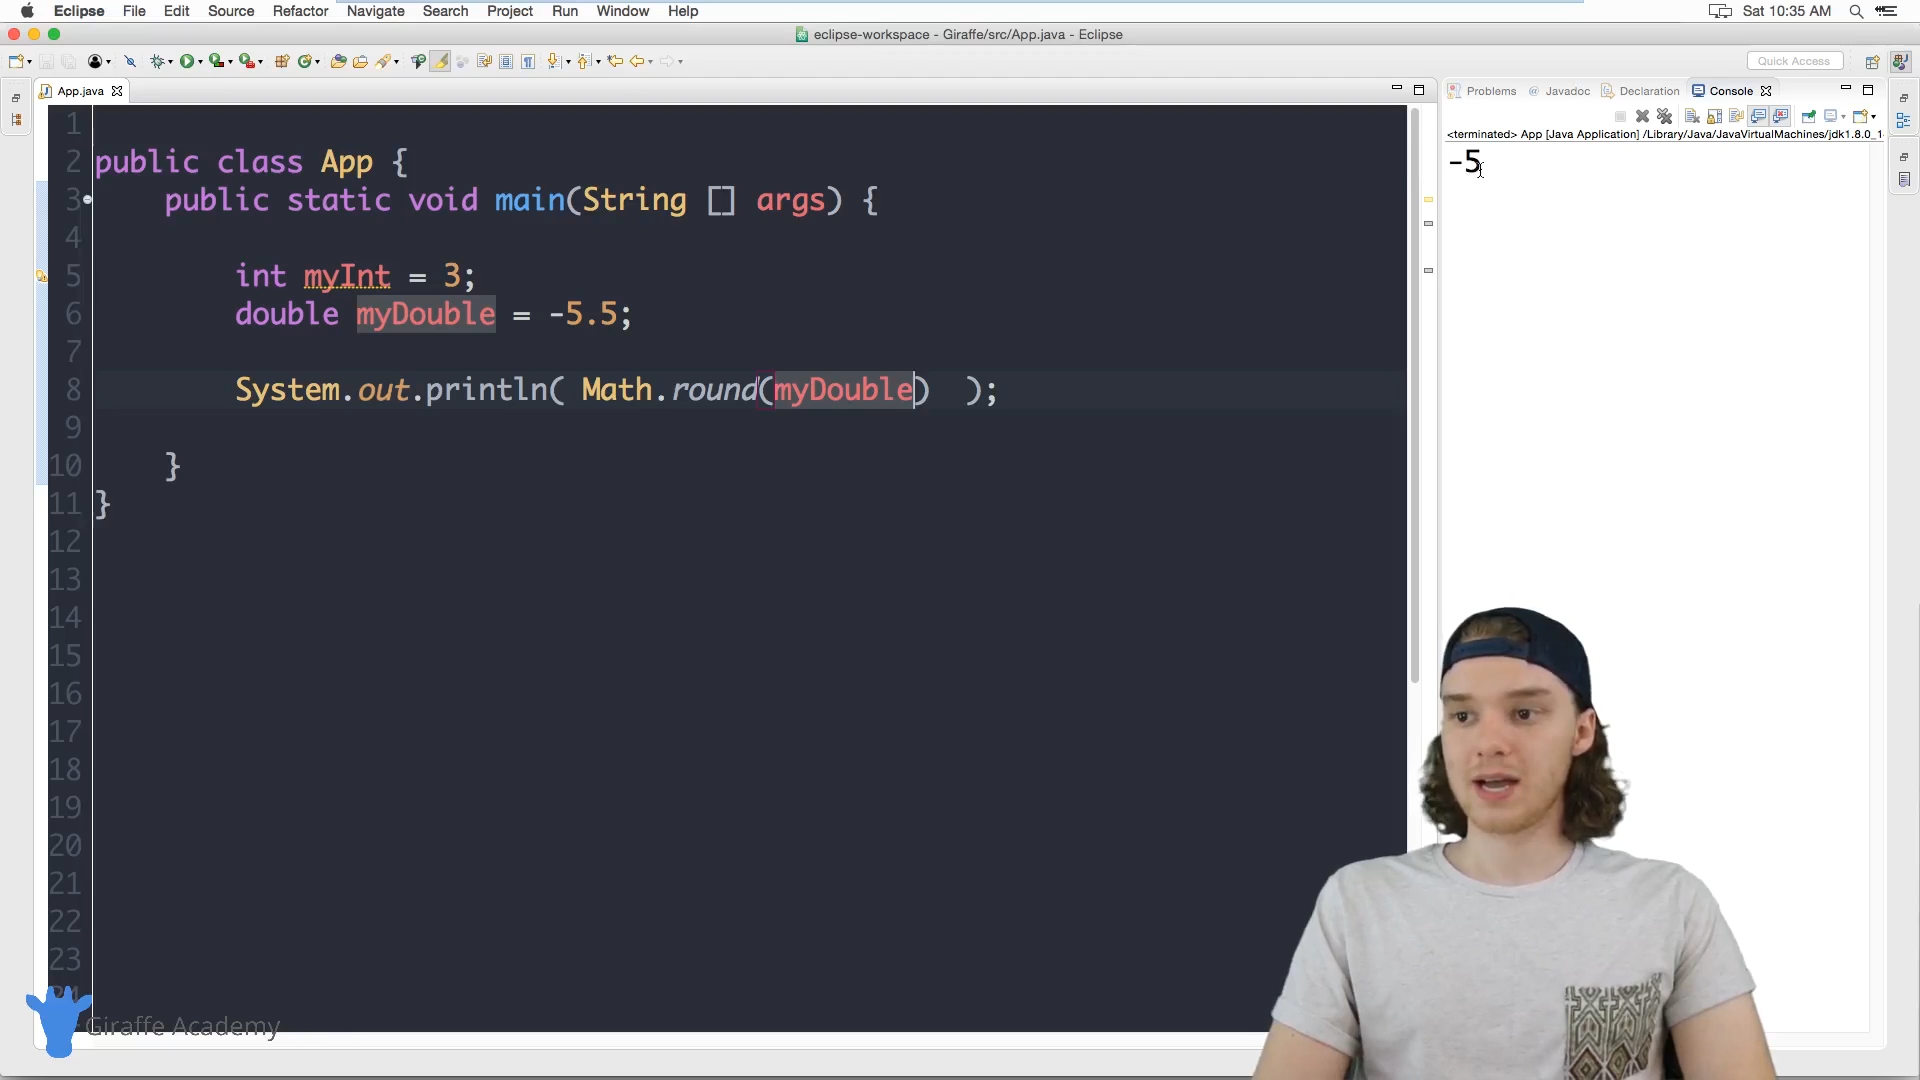 Eclipse File Edit Source Refactor Navigate Search Project Run Window Help Sat 10:35 AM
eclipse-workspace - Giraffe/src/App.java - Eclipse
Quick Access
App.java
Problems @ Javadoc Declaration Console
<terminated> App [Java Application] /Library/Java/JavaVirtualMachines/jdk1.8.0_1
-5
1
2 public class App {
3 public static void main(String [] args) {
4
5 int myInt = 3;
6 double myDouble = -5.5;
7
8 System.out.println( Math.round(myDouble) );
9
10 }
11 }
12
13
14
15
16
17
18
19
20
21
22
23
Giraffe Academy